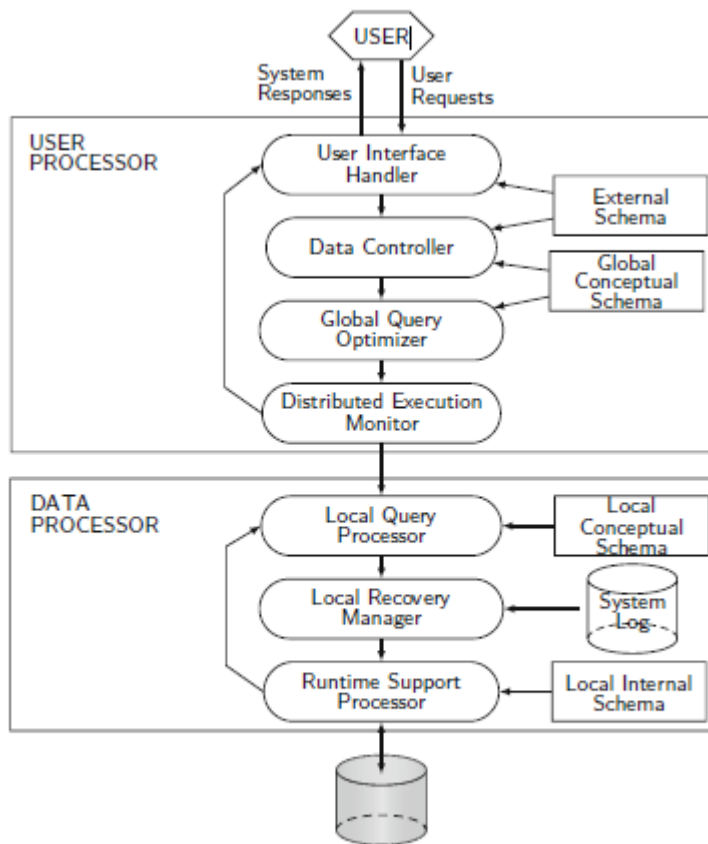 USER
System
Responses
User
Requests
USER
PROCESSOR
User Interface
Handler
External
Schema
Data Controller
Global
Conceptual
Schema
Global Query
Optimizer
Distributed Execution
Monitor
DATA
PROCESSOR
Local Query
Processor
Local
Conceptual
Schema
Local Recovery
Manager
System
Log
Runtime Support
Processor
Local Internal
Schema